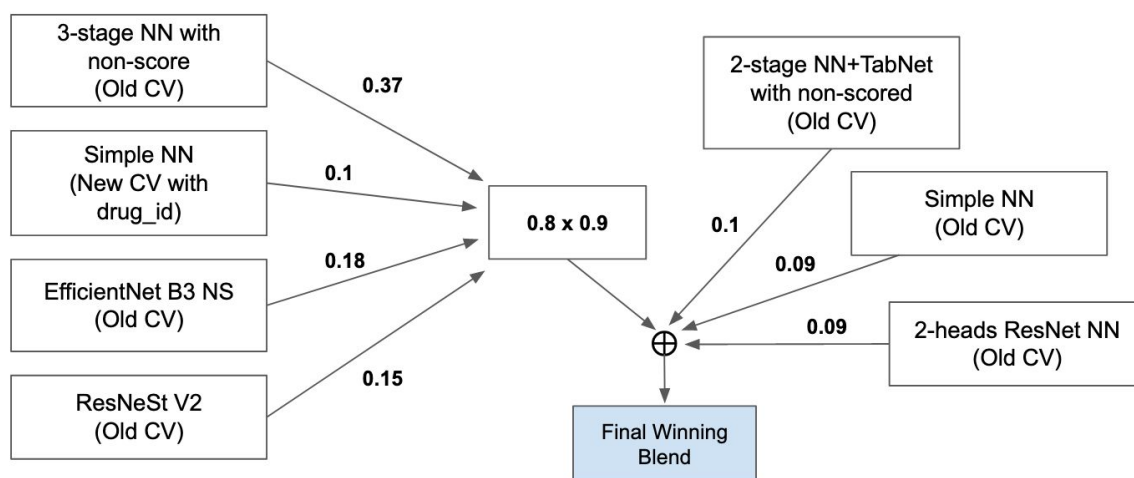 3-stage NN with
non-score
(Old CV)
0.37
Simple NN
(New CV with
drug_id)
0.1
EfficientNet B3 NS
(Old CV)
0.18
ResNeSt V2
(Old CV)
0.15
0.8 x 0.9
2-stage NN+TabNet
with non-scored
(Old CV)
0.1
Simple NN
(Old CV)
0.09
2-heads ResNet NN
(Old CV)
0.09
Final Winning
Blend